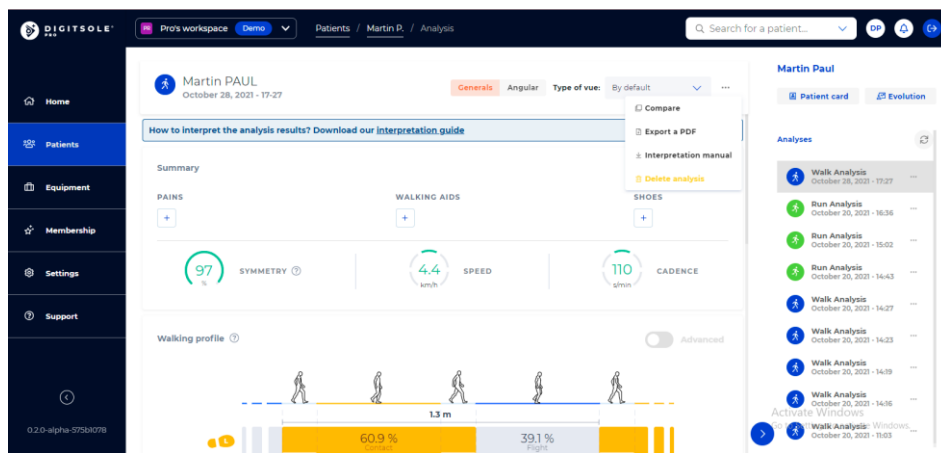 DIGITSOLE
PRO
PR Pro's workspace Demo
Patients / Martin P. / Analysis
Search for a patient...
DP
Home
Patients
Equipment
Membership
Settings
Support
0.2.0-alpha-575b1078
Martin PAUL
October 28, 2021 - 17-27
Generals Angular Type of vue: By default
Compare
Export a PDF
Interpretation manual
Delete analysis
How to interpret the analysis results? Download our interpretation guide
Summary
PAINS WALKING AIDS SHOES
+ + +
97 % SYMMETRY ?
4.4 km/h SPEED
110 s/min CADENCE
Walking profile ? Advanced
1.3 m
60.9 % 39.1 %
Contact Flight
Martin Paul
Patient card Evolution
Analyses
Walk Analysis
October 28, 2021 - 17:27
Run Analysis
October 20, 2021 - 16:36
Run Analysis
October 20, 2021 - 15:02
Run Analysis
October 20, 2021 - 14:43
Walk Analysis
October 20, 2021 - 14:27
Walk Analysis
October 20, 2021 - 14:23
Walk Analysis
October 20, 2021 - 14:19
Walk Analysis
October 20, 2021 - 14:16
Activate Windows
Walk Analysis
October 20, 2021 - 11:03